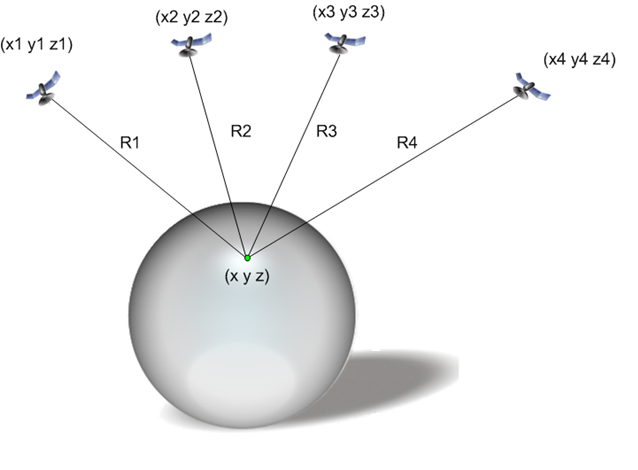 (x1 y1 z1)
(x2 y2 z2)
(x3 y3 z3)
(x4 y4 z4)
R1
R2
R3
R4
(x y z)